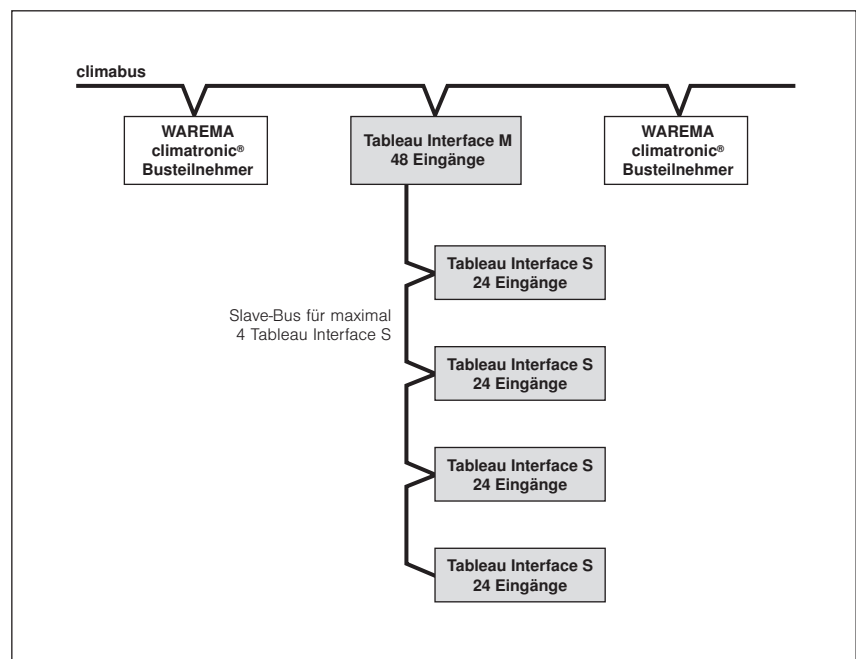 climabus
WAREMA
climatronic®
Busteilnehmer
Tableau Interface M
48 Eingänge
WAREMA
climatronic®
Busteilnehmer
Tableau Interface S
24 Eingänge
Slave-Bus für maximal
4 Tableau Interface S
Tableau Interface S
24 Eingänge
Tableau Interface S
24 Eingänge
Tableau Interface S
24 Eingänge